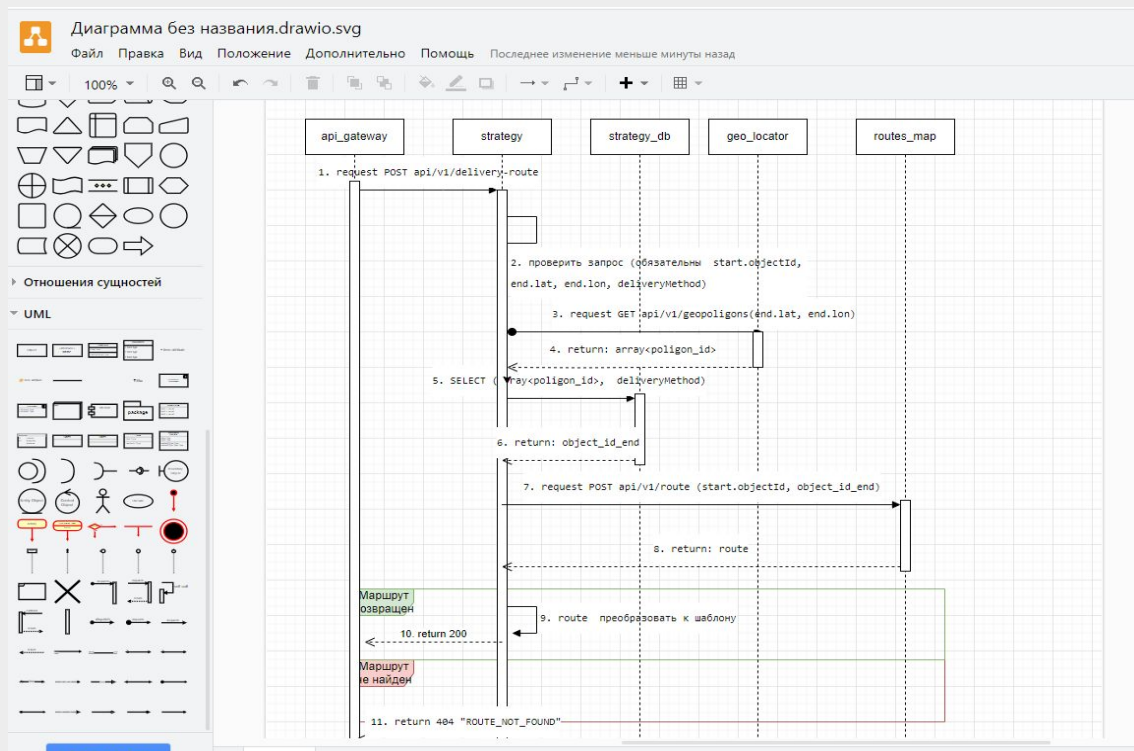 Диаграмма без названия.drawio.svg
Файл Правка Вид Положение Дополнительно Помощь Последнее изменение меньше минуты назад
100%
Отношения сущностей
UML
package
api_gateway
strategy
strategy_db
geo_locator
routes_map
1. request POST api/v1/delivery-route
2. проверить запрос (обязательны start.objectId,
end.lat, end.lon, deliveryMethod)
3. request GET api/v1/geopoligons(end.lat, end.lon)
4. return: array<poligon_id>
5. SELECT ( rray<poligon_id>, deliveryMethod)
6. return: object_id_end
7. request POST api/v1/route (start.objectId, object_id_end)
8. return: route
Маршрут
озвращен
9. route преобразовать к шаблону
10. return 200
Маршрут
е найден
11. return 404 "ROUTE_NOT_FOUND"